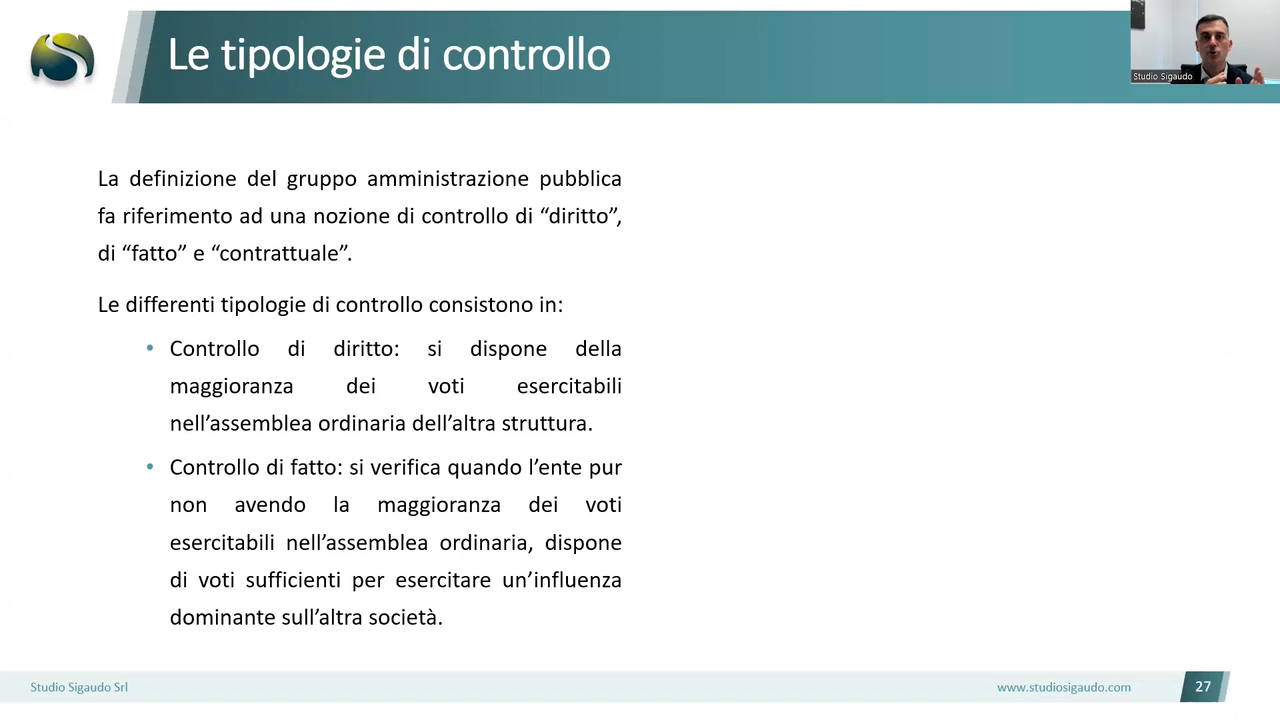 Le tipologie di controllo
Studio Sigaudo
La definizione del gruppo amministrazione pubblica
fa riferimento ad una nozione di controllo di “diritto”,
di “fatto” e “contrattuale”.
Le differenti tipologie di controllo consistono in:
• Controllo di diritto: si dispone della
maggioranza dei voti esercitabili
nell’assemblea ordinaria dell’altra struttura.
• Controllo di fatto: si verifica quando l’ente pur
non avendo la maggioranza dei voti
esercitabili nell’assemblea ordinaria, dispone
di voti sufficienti per esercitare un’influenza
dominante sull’altra società.
Studio Sigaudo Srl
www.studiosigaudo.com
27